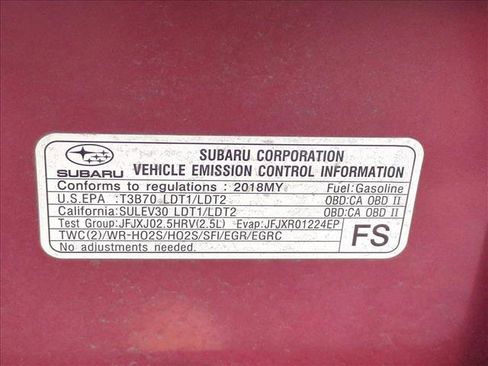 SUBARU CORPORATION
SUBARU VEHICLE EMISSION CONTROL INFORMATION
Conforms to regulations : 2018MY Fuel:Gasoline
U.S.EPA : T3B70 LDT1/LDT2 OBD:CA OBD II
California:SULEV30 LDT1/LDT2 OBD:CA OBD II
Test Group:JFJXJ02.5HRV(2.5L) Evap:JFJXR01224EP
TWC(2)/WR-HO2S/HO2S/SFI/EGR/EGRC
No adjustments needed.
FS